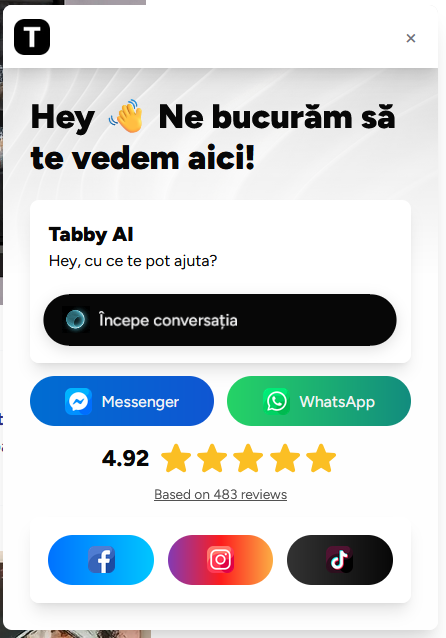 T
Hey 👋 Ne bucurăm să
te vedem aici!
Tabby AI
Hey, cu ce te pot ajuta?
Începe conversația
Messenger
WhatsApp
4.92
Based on 483 reviews